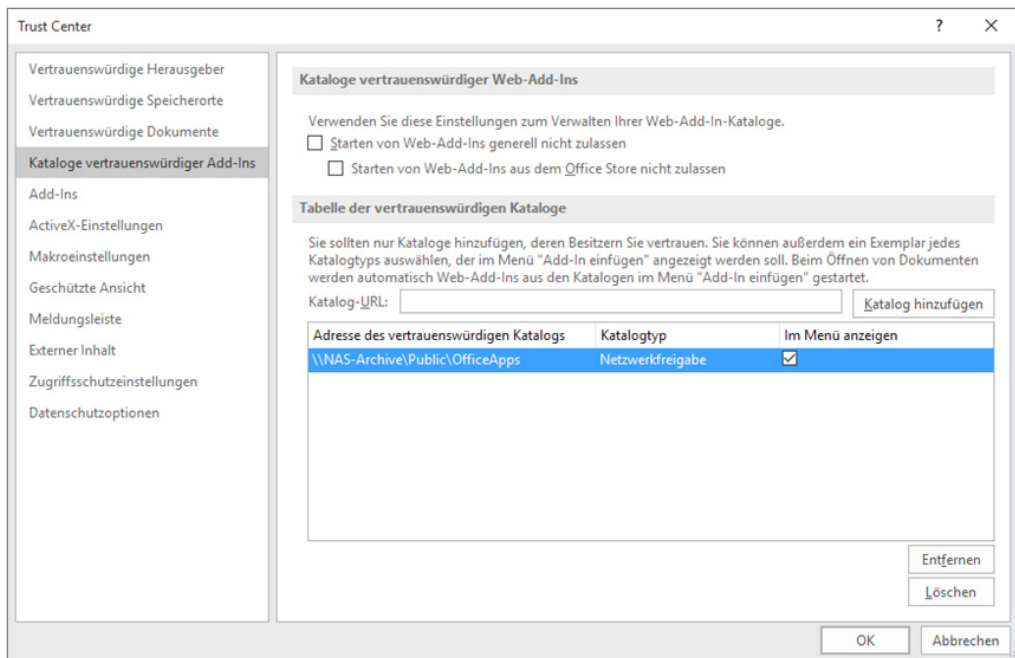 Trust Center
?
Vertrauenswürdige Herausgeber
Vertrauenswürdige Speicherorte
Vertrauenswürdige Dokumente
Kataloge vertrauenswürdiger Add-Ins
Add-Ins
ActiveX-Einstellungen
Makroeinstellungen
Geschützte Ansicht
Meldungsleiste
Externer Inhalt
Zugriffsschutzeinstellungen
Datenschutzoptionen
Kataloge vertrauenswürdiger Web-Add-Ins
Verwenden Sie diese Einstellungen zum Verwalten Ihrer Web-Add-In-Kataloge.
Starten von Web-Add-Ins generell nicht zulassen
Starten von Web-Add-Ins aus dem Office Store nicht zulassen
Tabelle der vertrauenswürdigen Kataloge
Sie sollten nur Kataloge hinzufügen, deren Besitzern Sie vertrauen. Sie können außerdem ein Exemplar jedes
Katalogtyps auswählen, der im Menü "Add-In einfügen" angezeigt werden soll. Beim Öffnen von Dokumenten
werden automatisch Web-Add-Ins aus den Katalogen im Menü "Add-In einfügen" gestartet.
Katalog-URL:
Katalog hinzufügen
Adresse des vertrauenswürdigen Katalogs Katalogtyp Im Menü anzeigen
\\NAS-Archive\Public\OfficeApps Netzwerkfreigabe
Entfernen
Löschen
OK Abbrechen